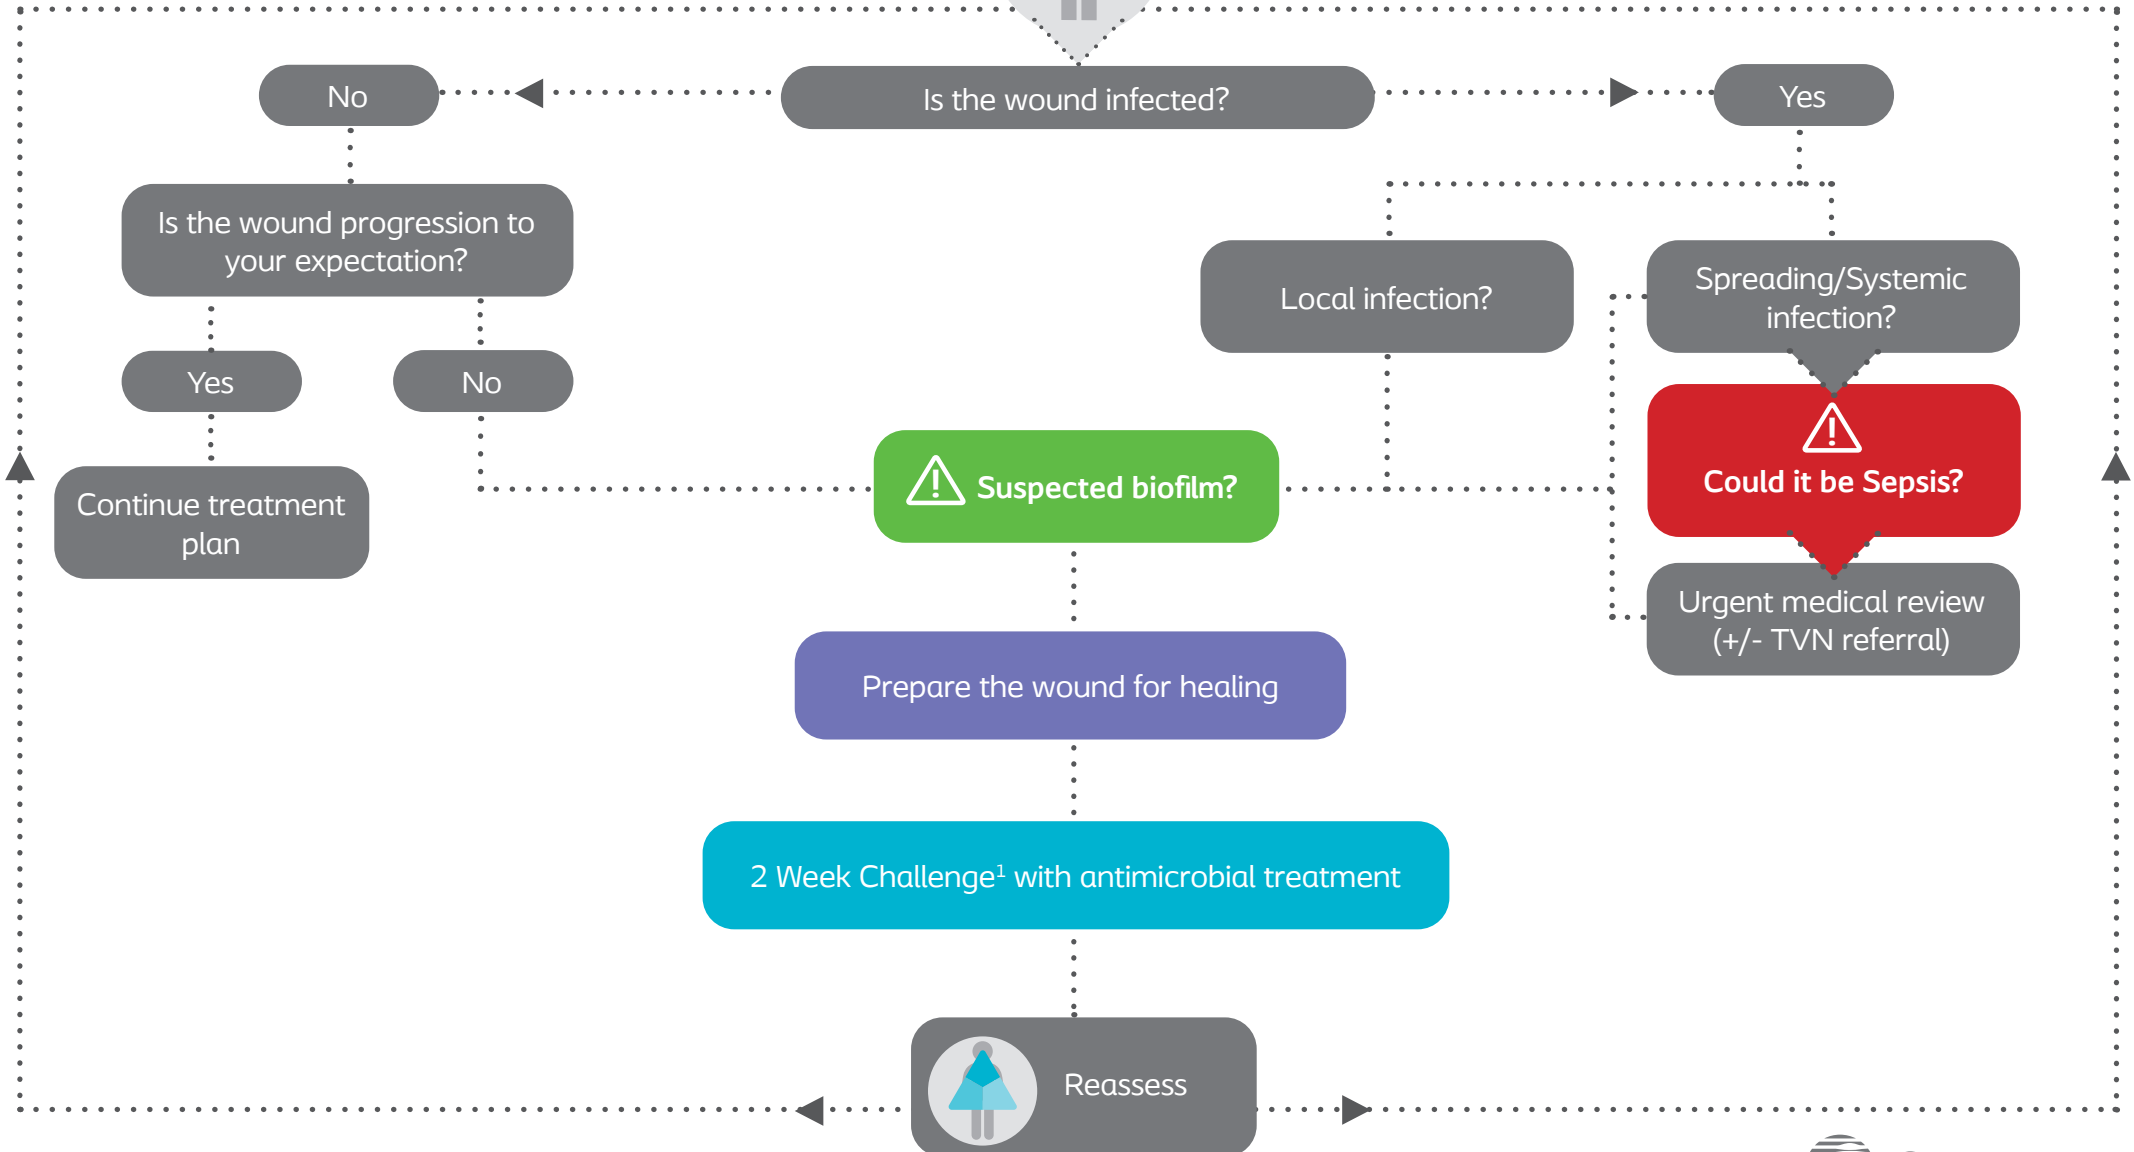 Is the wound infected?
No
Yes
Is the wound progression to
your expectation?
Local infection?
Spreading/Systemic
infection?
Yes
No
Suspected biofilm?
Could it be Sepsis?
Continue treatment
plan
Urgent medical review
(+/- TVN referral)
Prepare the wound for healing
2 Week Challenge¹ with antimicrobial treatment
Reassess